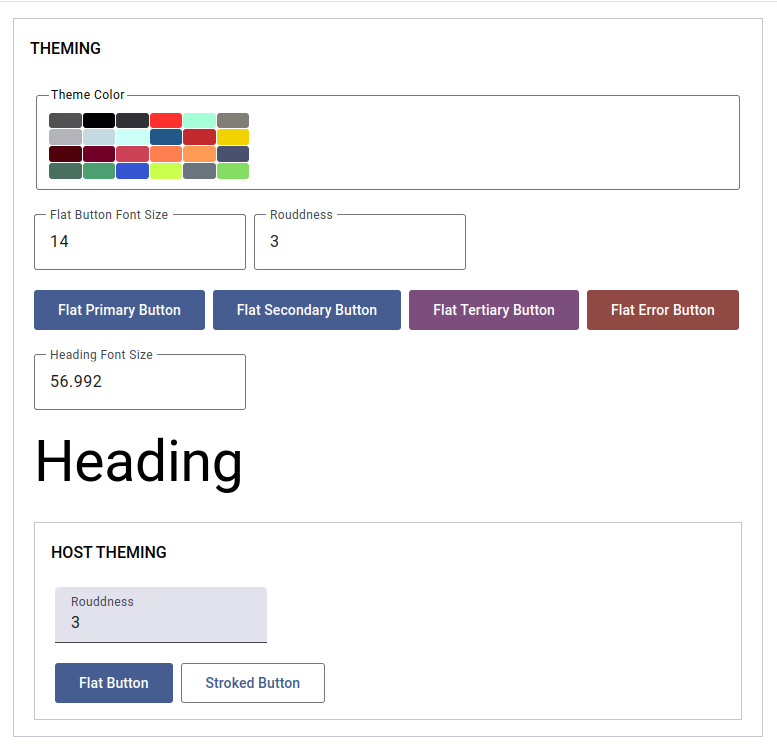 THEMING
Theme Color
Flat Button Font Size
Rouddness
14
3
Flat Primary Button
Flat Secondary Button
Flat Tertiary Button
Flat Error Button
Heading Font Size
56.992
Heading
HOST THEMING
Rouddness
3
Flat Button
Stroked Button